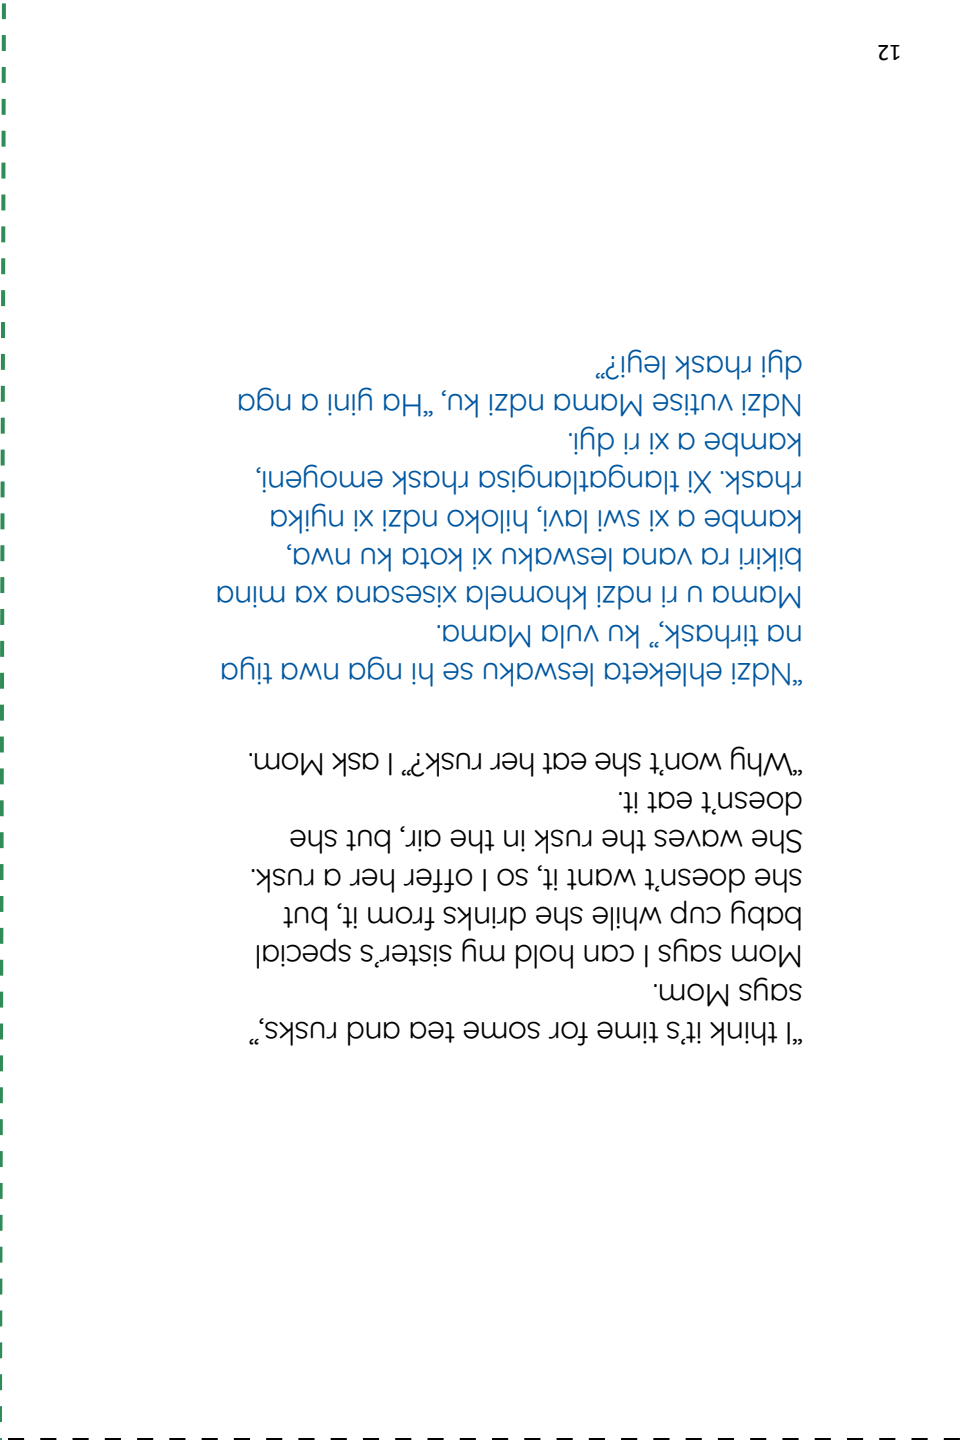 “I think it’s time for some tea and rusks,”
says Mom.
Mom says I can hold my sister’s special
baby cup while she drinks from it, but
she doesn’t want it, so I offer her a rusk.
She waves the rusk in the air, but she
doesn’t eat it.
“Why won’t she eat her rusk?” I ask Mom.
“Ndzi ehleketa leswaku se hi nga nwa tiya
na tirhask,” ku vula Mama.
Mama u ri ndzi khomela xisesana xa mina
bikiri ra vana leswaku xi kota ku nwa,
kambe a xi swi lavi, hiloko ndzi xi nyika
rhask. Xi tlangatlangisa rhask emoyeni,
kambe a xi ri dyi.
Ndzi vutise Mama ndzi ku, “Ha yini a nga
dyi rhask leyi?”
12